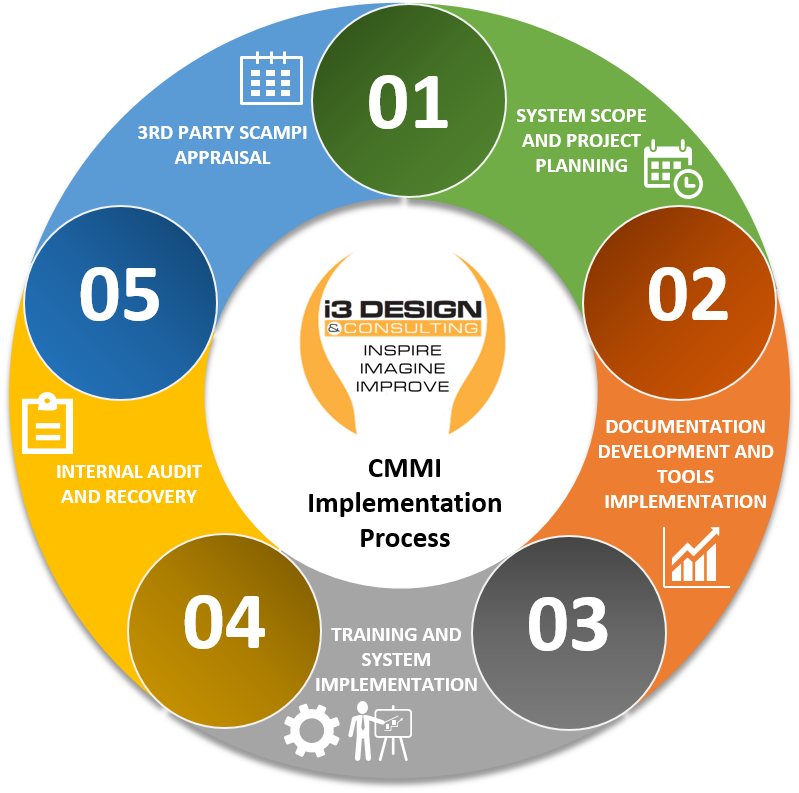 01
SYSTEM SCOPE
AND PROJECT
PLANNING
02
DOCUMENTATION
DEVELOPMENT AND
TOOLS
IMPLEMENTATION
03
TRAINING AND
SYSTEM
IMPLEMENTATION
04
INTERNAL AUDIT
AND RECOVERY
05
3RD PARTY SCAMPI
APPRAISAL
i3 DESIGN
& CONSULTING
INSPIRE
IMAGINE
IMPROVE
CMMI
Implementation
Process